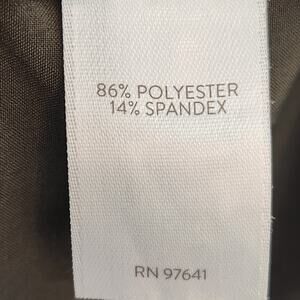 86% POLYESTER
14% SPANDEX
RN 97641